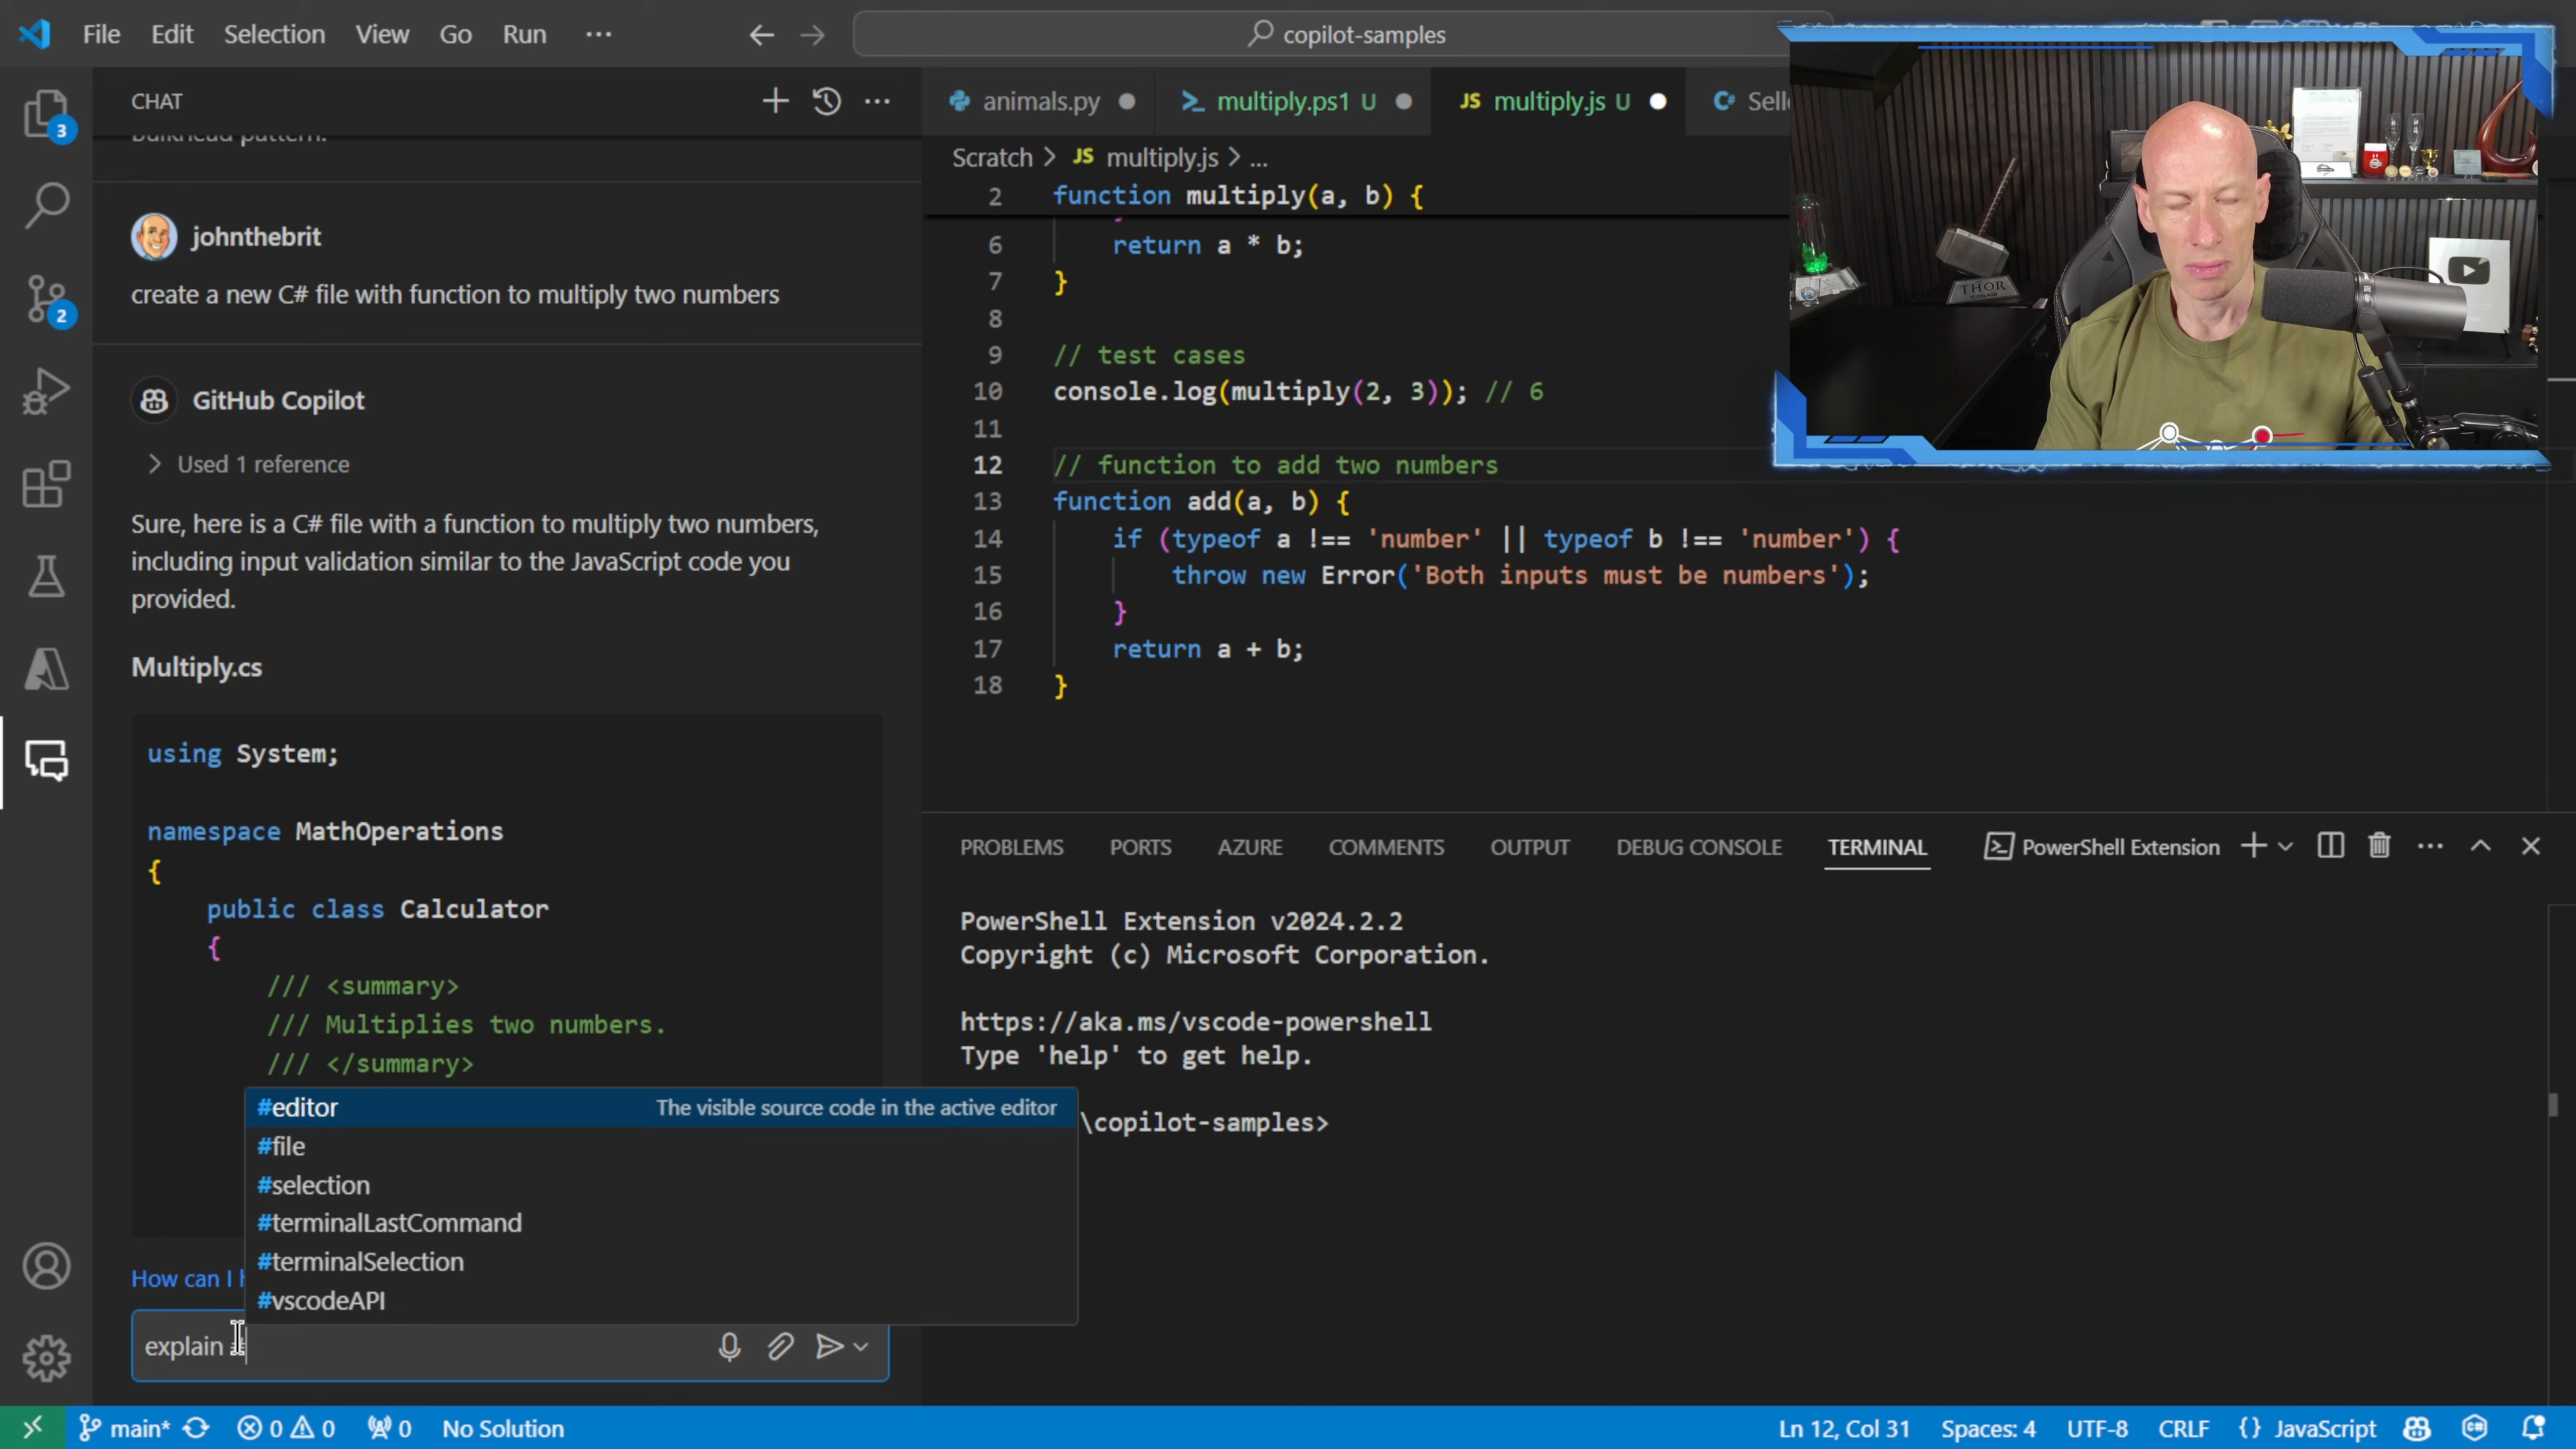 File Edit Selection View Go Run ···
copilot-samples
CHAT
Bulkhead pattern.
johnthebrit
create a new C# file with function to multiply two numbers
GitHub Copilot
Used 1 reference
Sure, here is a C# file with a function to multiply two numbers,
including input validation similar to the JavaScript code you
provided.
Multiply.cs
using System;
namespace MathOperations
{
public class Calculator
{
/// <summary>
/// Multiplies two numbers.
/// </summary>
#editor The visible source code in the active editor
#file
#selection
#terminalLastCommand
#terminalSelection
#vscodeAPI
How can I
explain #
animals.py
multiply.ps1 U
JS multiply.js U
C# Sell
Scratch > JS multiply.js > ...
2 function multiply(a, b) {
6 return a * b;
7 }
8
9 // test cases
10 console.log(multiply(2, 3)); // 6
11
12 // function to add two numbers
13 function add(a, b) {
14 if (typeof a !== 'number' || typeof b !== 'number') {
15 throw new Error('Both inputs must be numbers');
16 }
17 return a + b;
18 }
THOR
PROBLEMS PORTS AZURE COMMENTS OUTPUT DEBUG CONSOLE TERMINAL PowerShell Extension
PowerShell Extension v2024.2.2
Copyright (c) Microsoft Corporation.
https://aka.ms/vscode-powershell
Type 'help' to get help.
\copilot-samples>
3
2
main* 0 0 0 No Solution
Ln 12, Col 31 Spaces: 4 UTF-8 CRLF {} JavaScript